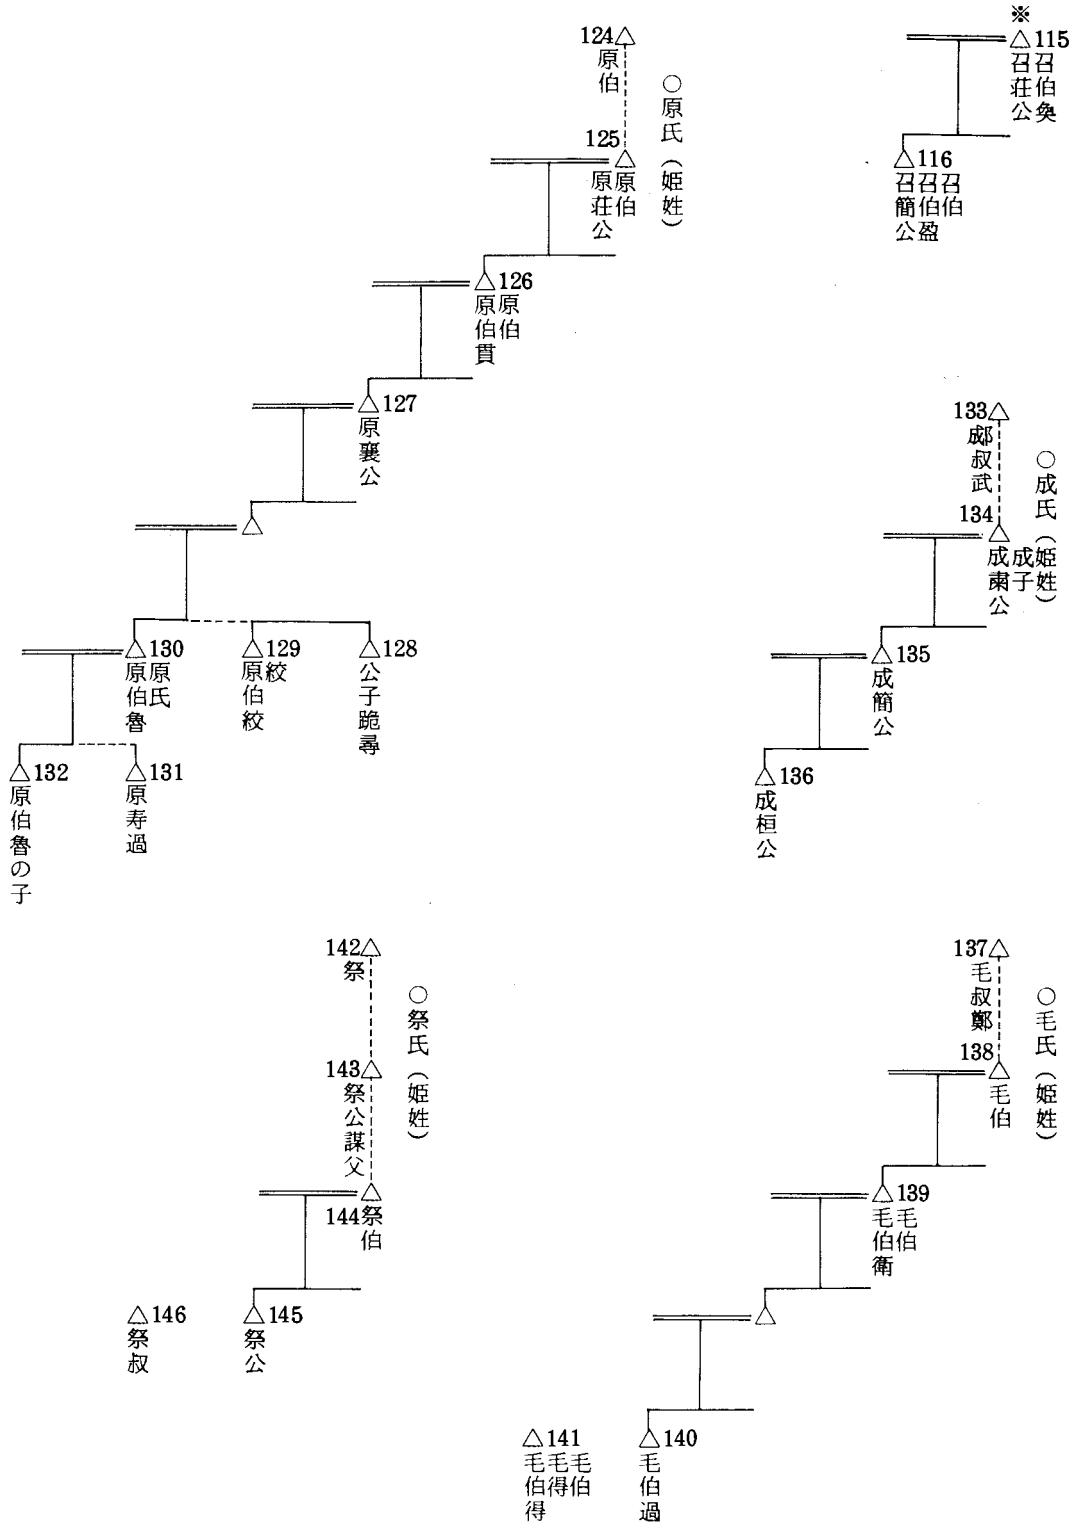 ※
115
召伯奐
召荘公
116
召伯
召伯盈
召簡公
○原氏（姫姓）
124
原伯
125
原伯
原荘公
126
原伯
原伯貫
127
原襄公
128
公子跪尋
129
絞
原伯絞
130
原氏
原伯魯
131
原寿過
132
原伯魯の子
○成氏（姫姓）
133
郕叔武
134
成子
成粛公
135
成簡公
136
成桓公
○毛氏（姫姓）
137
毛叔鄭
138
毛伯
139
毛伯
毛伯衛
140
毛伯過
141
毛伯
毛得
毛伯得
○祭氏（姫姓）
142
祭
143
祭公謀父
144
祭伯
145
祭公
146
祭叔